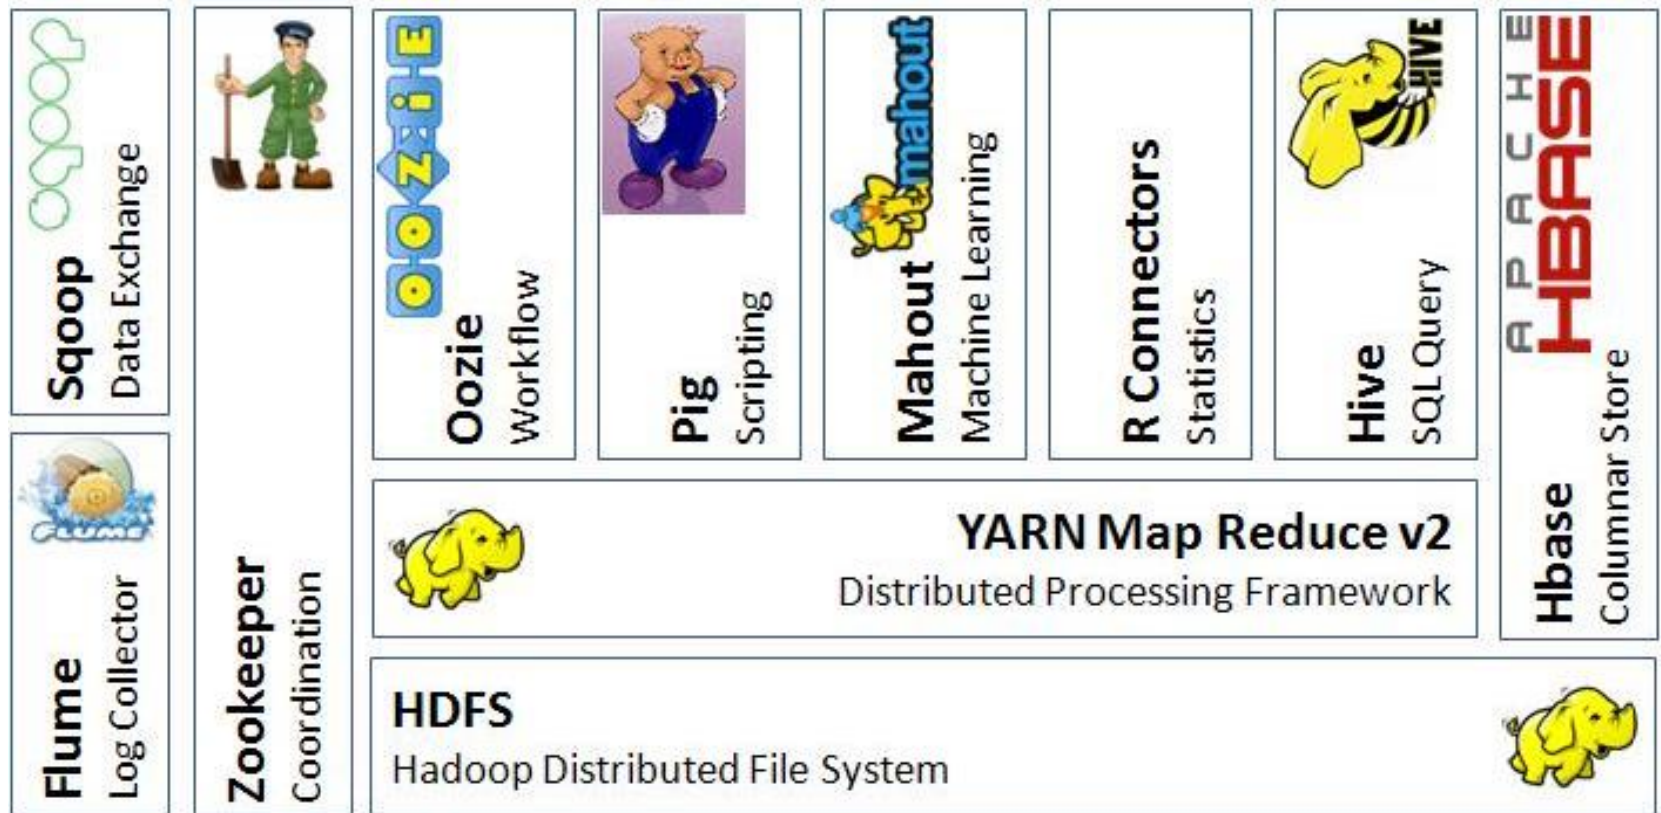 sqoop
Sqoop
Data Exchange
FLUME
Flume
Log Collector
Zookeeper
Coordination
OOZiE
Oozie
Workflow
Pig
Scripting
mahout
Mahout
Machine Learning
R Connectors
Statistics
HIVE
Hive
SQL Query
APACHE
HBASE
Hbase
Columnar Store
YARN Map Reduce v2
Distributed Processing Framework
HDFS
Hadoop Distributed File System